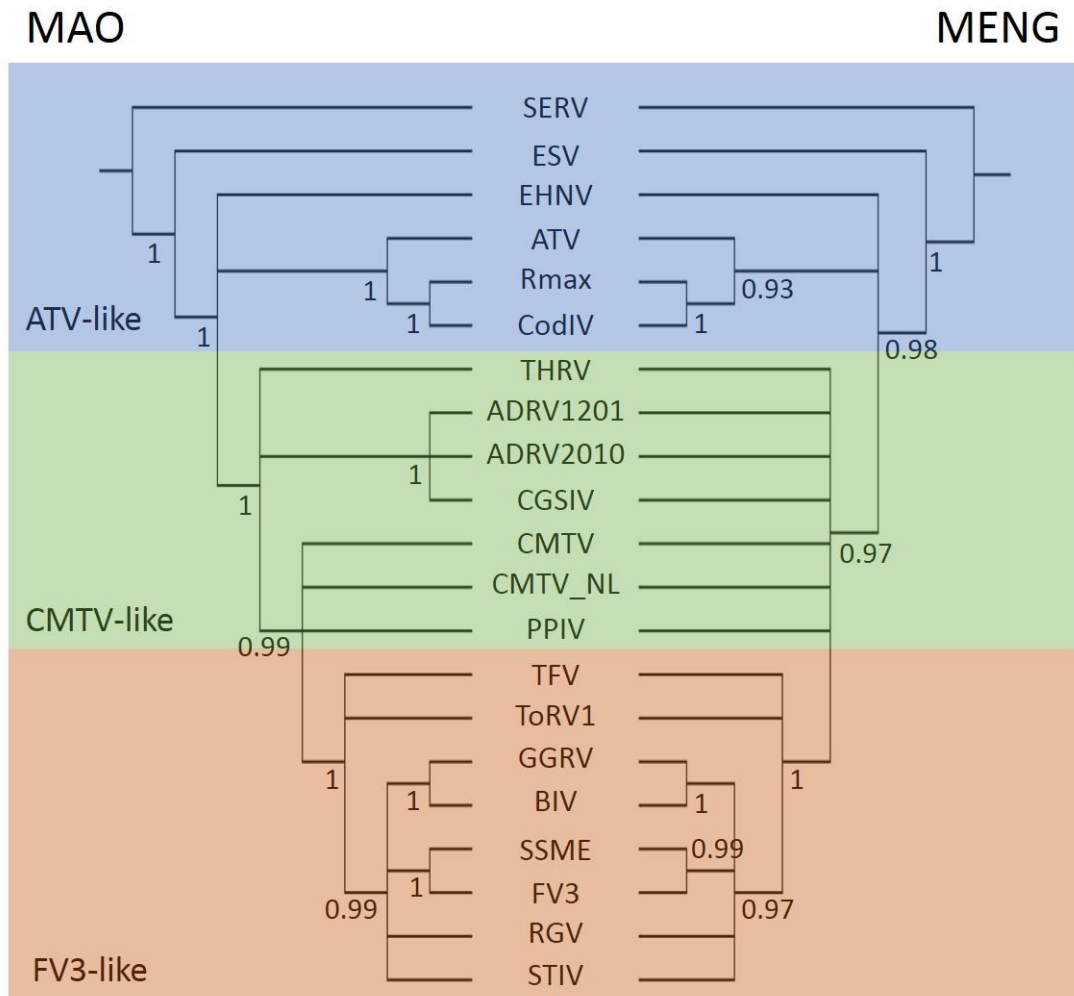 MAO MENG
SERV
ESV
EHNV
ATV
1 1
Rmax 0.93
1
CodIV
1 1
ATV-like
1 0.98
THRV
ADRV1201
ADRV2010
1
CGSIV
1
CMTV
0.97
CMTV_NL
CMTV-like
PPIV
0.99
TFV
ToRV1
GGRV
1 1
BIV
1 1
SSME 0.99
FV3
1
0.99 0.97
RGV
FV3-like STIV